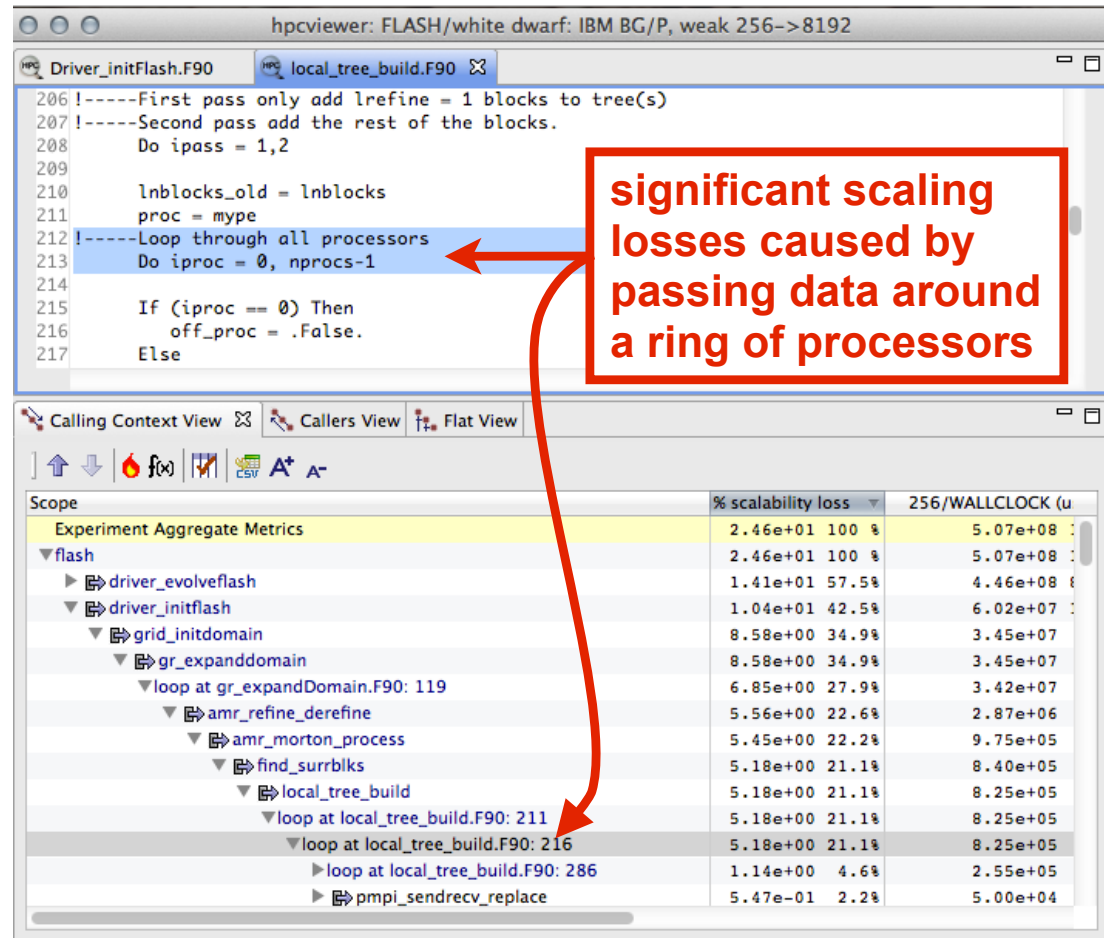 hpcviewer: FLASH/white dwarf: IBM BG/P, weak 256->8192
Driver_initFlash.F90 local_tree_build.F90
206 !-----First pass only add lrefine = 1 blocks to tree(s)
207 !-----Second pass add the rest of the blocks.
208 Do ipass = 1,2
209
210 lnblocks_old = lnblocks
211 proc = mype
212 !-----Loop through all processors
213 Do iproc = 0, nprocs-1
214
215 If (iproc == 0) Then
216 off_proc = .False.
217 Else
significant scaling
losses caused by
passing data around
a ring of processors
Calling Context View Callers View Flat View
f(x) CSV A+ A-
Scope % scalability loss 256/WALLCLOCK (u
Experiment Aggregate Metrics 2.46e+01 100 % 5.07e+08
flash 2.46e+01 100 % 5.07e+08
driver_evolveflash 1.41e+01 57.5% 4.46e+08
driver_initflash 1.04e+01 42.5% 6.02e+07
grid_initdomain 8.58e+00 34.9% 3.45e+07
gr_expanddomain 8.58e+00 34.9% 3.45e+07
loop at gr_expandDomain.F90: 119 6.85e+00 27.9% 3.42e+07
amr_refine_derefine 5.56e+00 22.6% 2.87e+06
amr_morton_process 5.45e+00 22.2% 9.75e+05
find_surrblks 5.18e+00 21.1% 8.40e+05
local_tree_build 5.18e+00 21.1% 8.25e+05
loop at local_tree_build.F90: 211 5.18e+00 21.1% 8.25e+05
loop at local_tree_build.F90: 216 5.18e+00 21.1% 8.25e+05
loop at local_tree_build.F90: 286 1.14e+00 4.6% 2.55e+05
pmpi_sendrecv_replace 5.47e-01 2.2% 5.00e+04